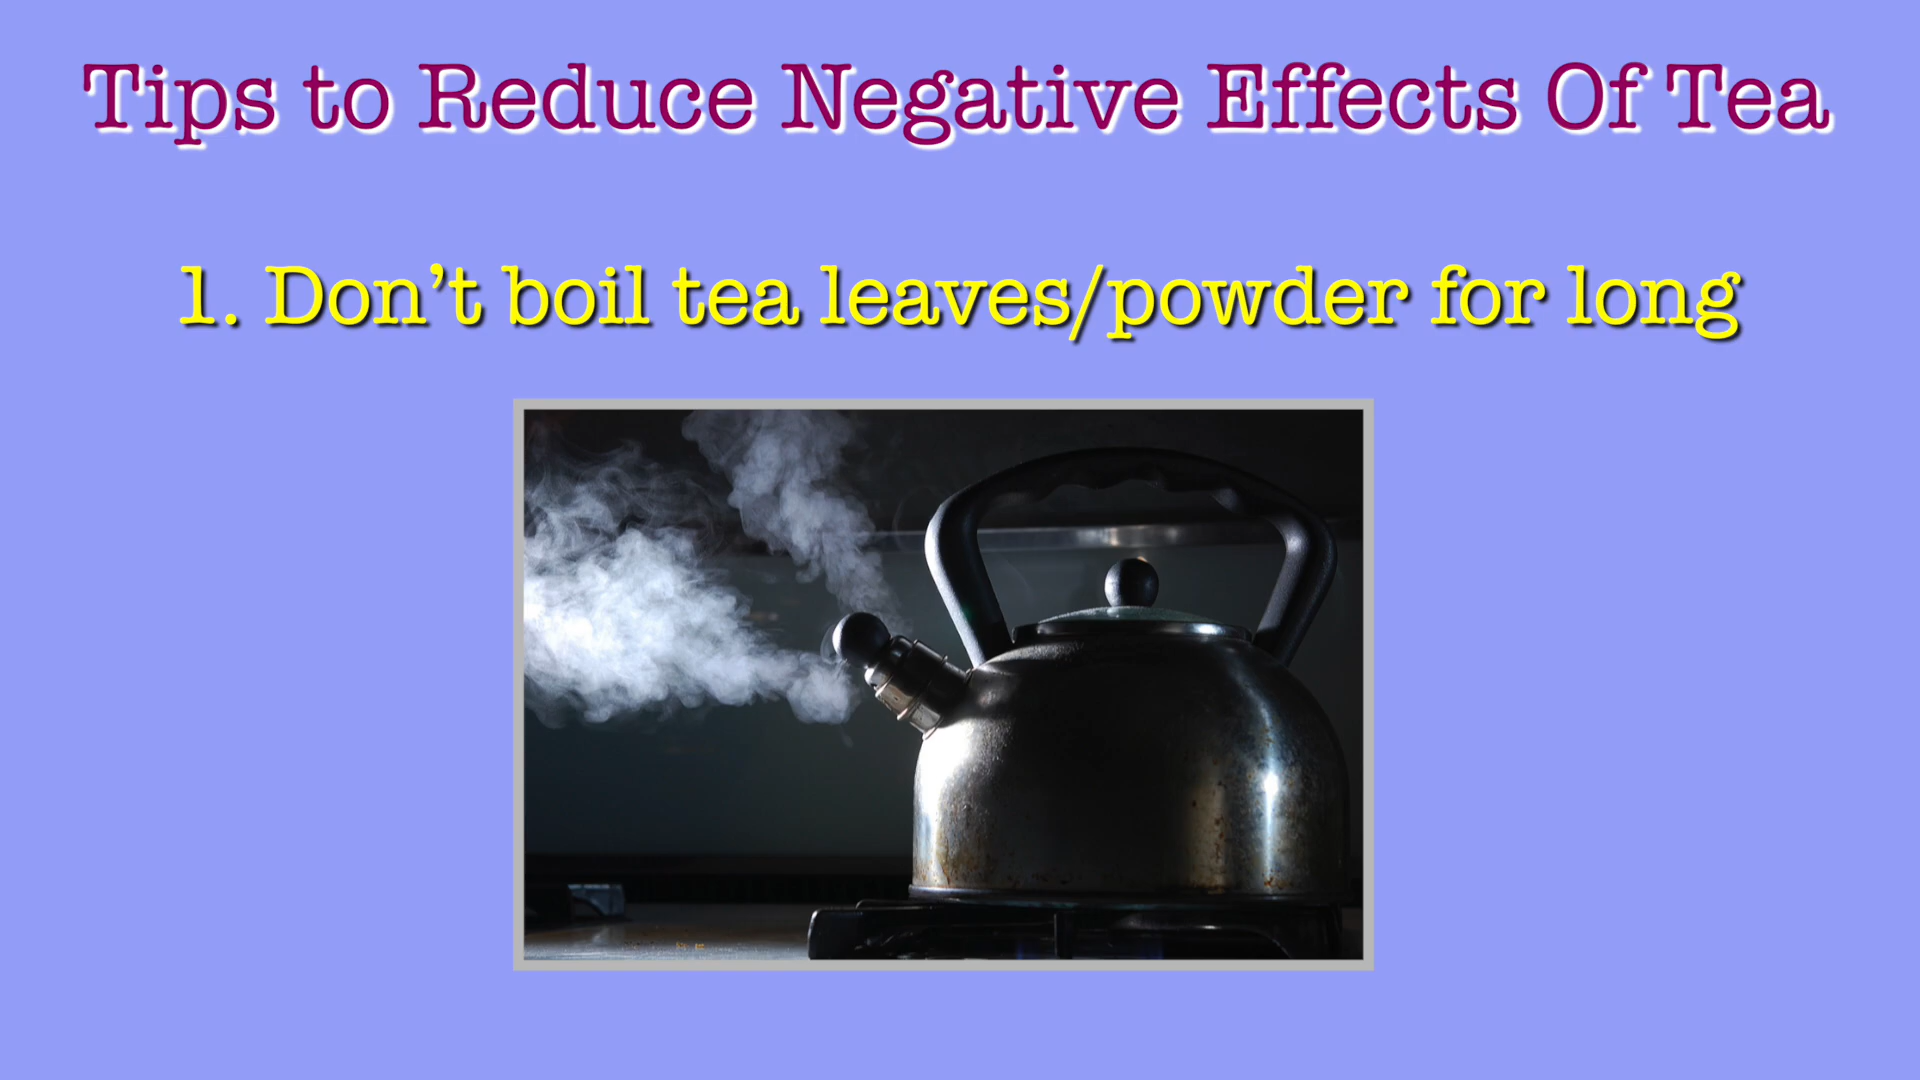 Tips to Reduce Negative Effects Of Tea
1. Don’t boil tea leaves/powder for long